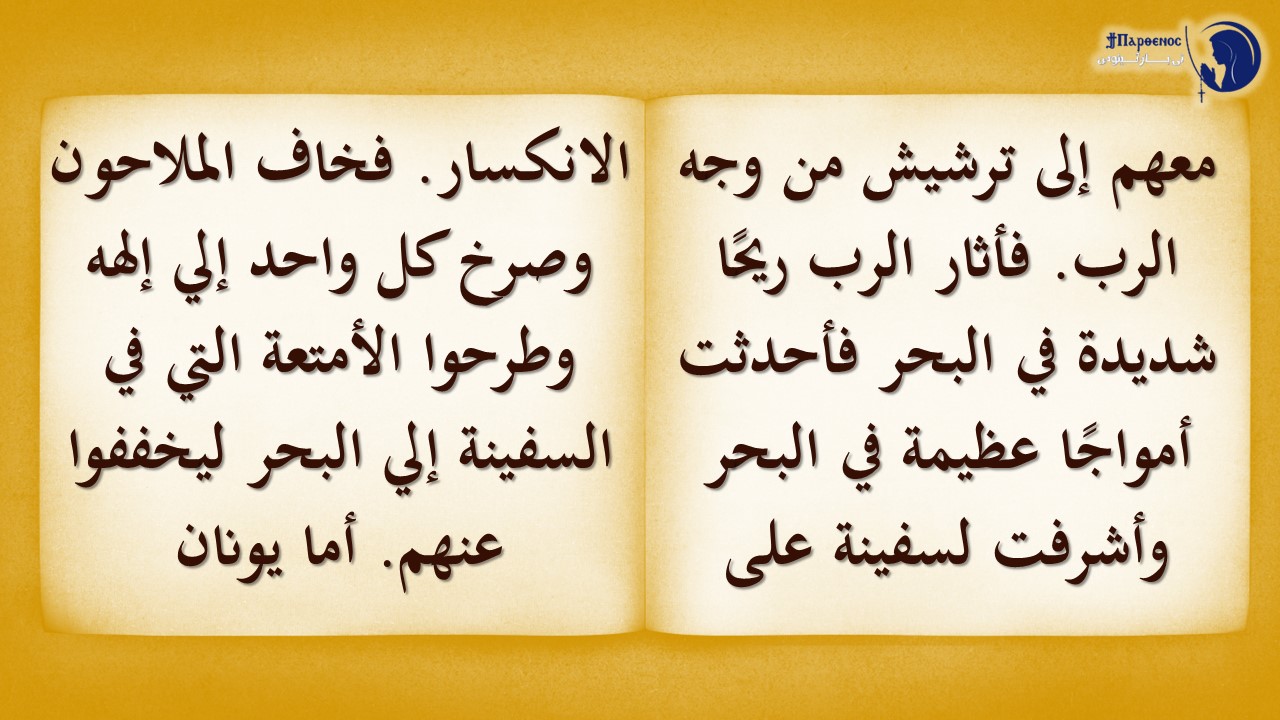 ϮΠαρθενος
تي بارثينوس
معهم إلى ترشيش من وجه
الرب. فأثار الرب ريحًا
شديدة في البحر فأحدثت
أمواجًا عظيمة في البحر
وأشرفت لسفينة على
الانكسار. فخاف الملاحون
وصرخ كل واحد إلي إلهه
وطرحوا الأمتعة التي في
السفينة إلي البحر ليخففوا
عنهم. أما يونان